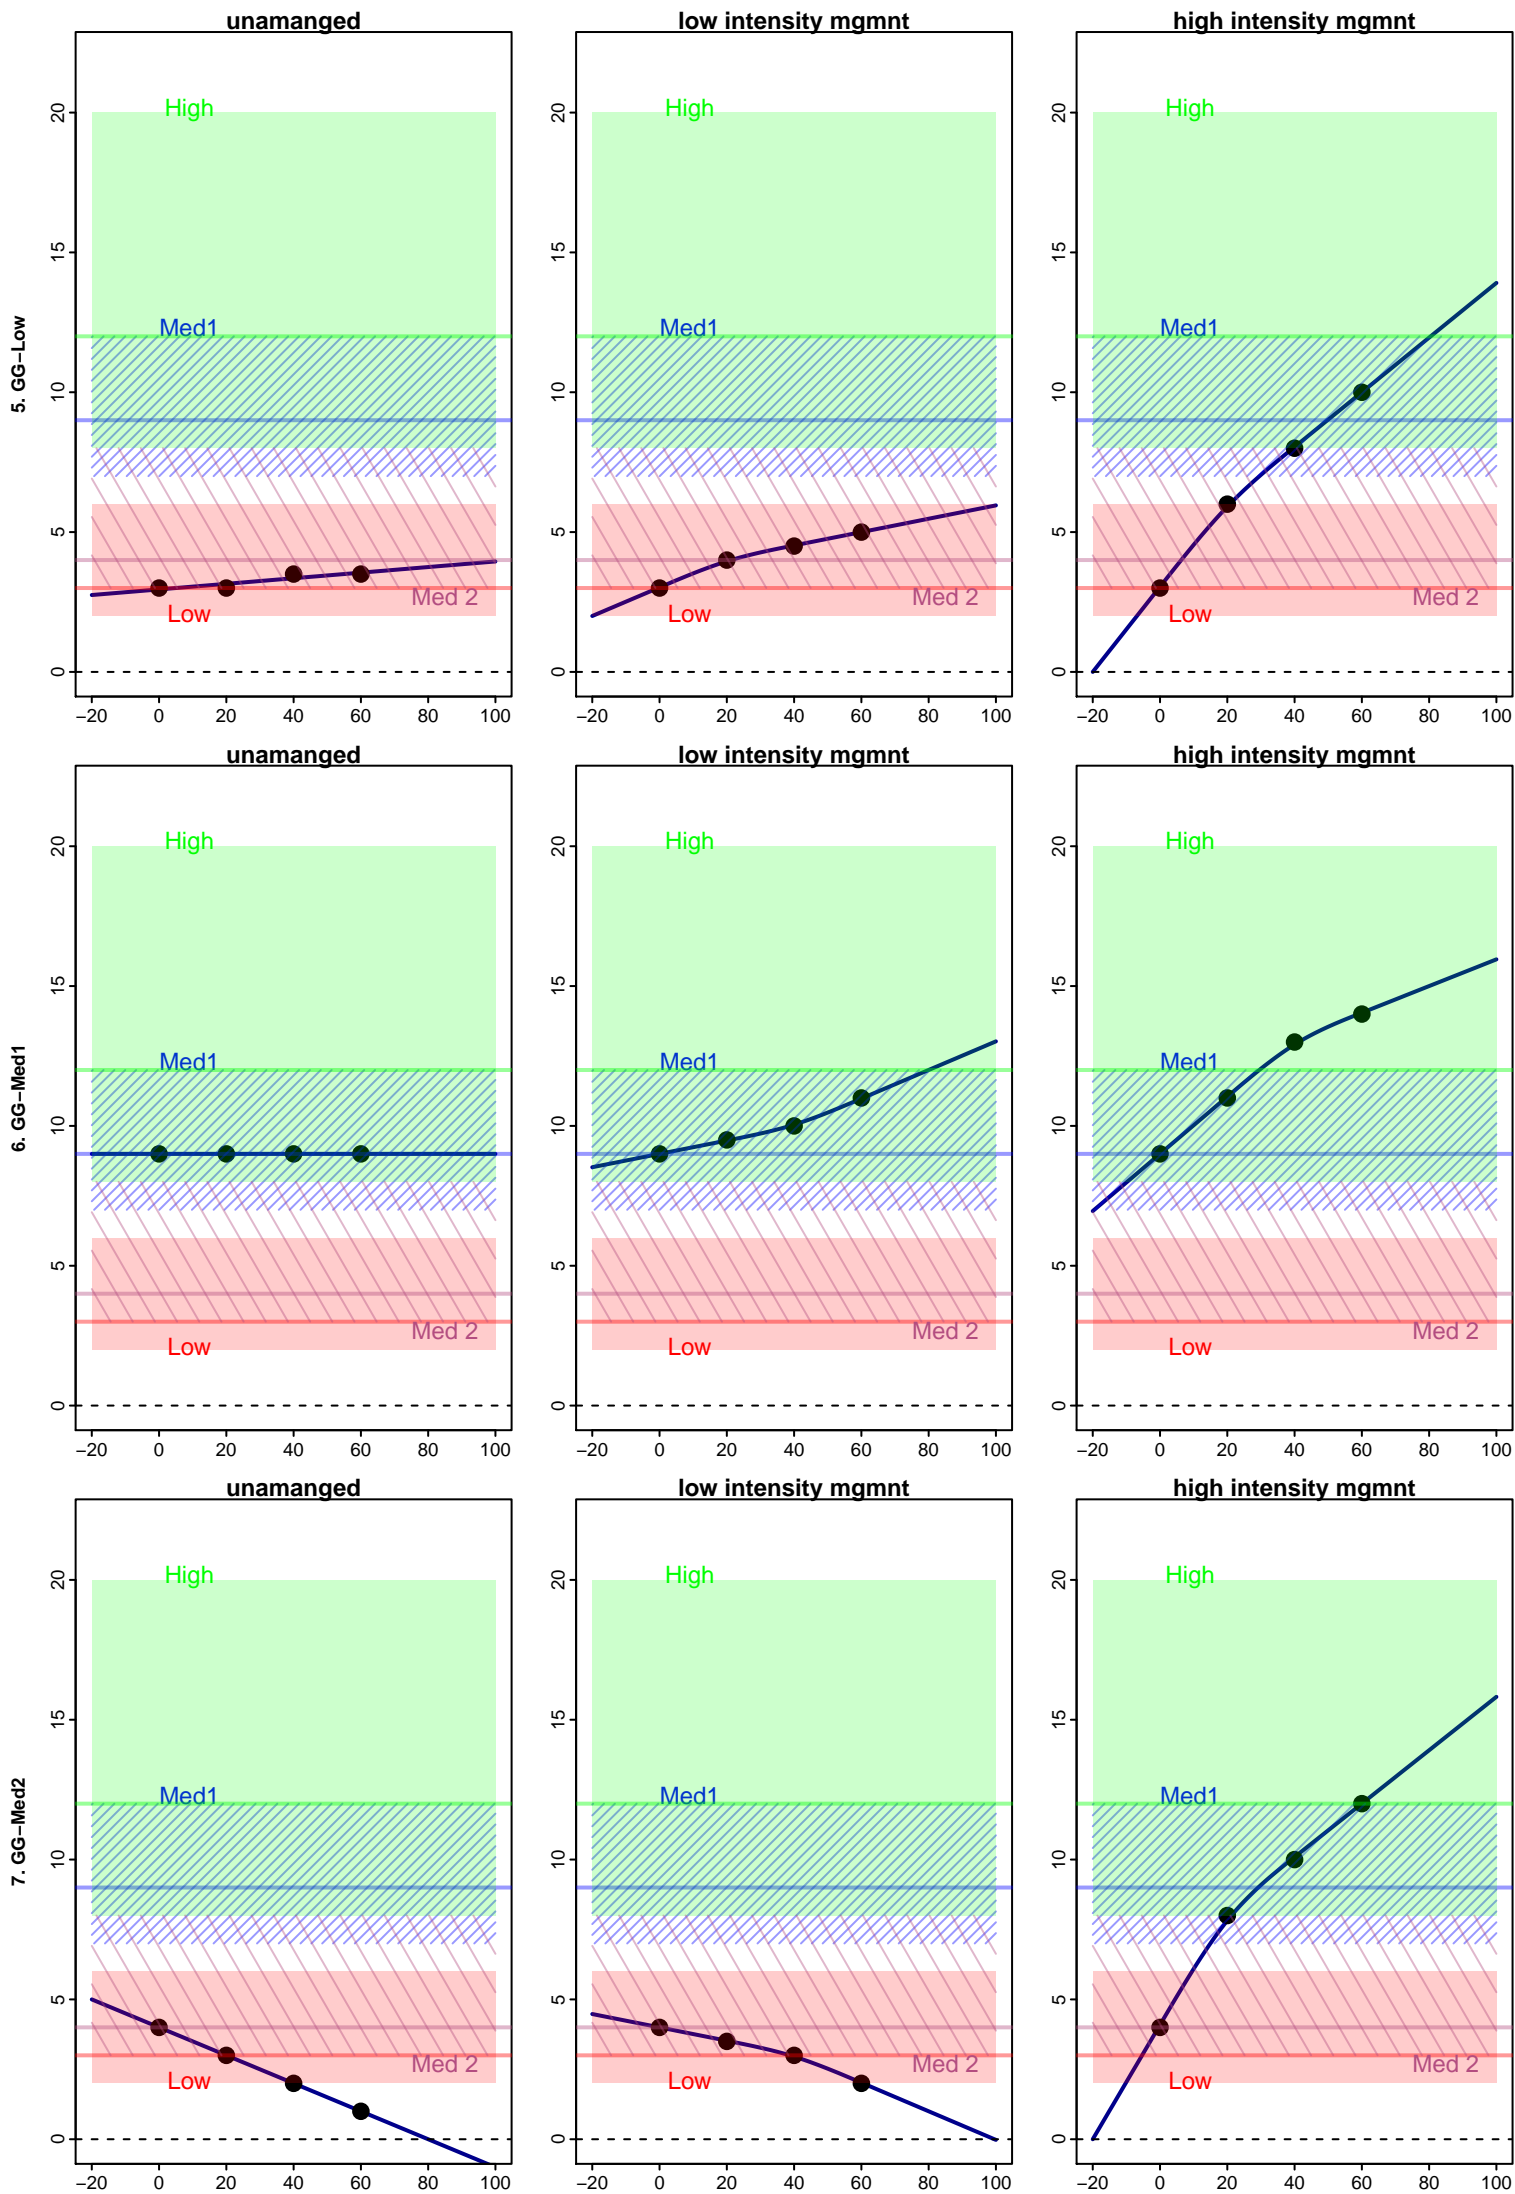 unamanged low intensity mgmnt high intensity mgmnt
5. GG−Low
20 High 20 High 20 High
15 15 15
Med1 Med1 Med1
10 10 10
5 5 5
Med 2 Med 2 Med 2
Low Low Low
0 0 0
−20 0 20 40 60 80 100 −20 0 20 40 60 80 100 −20 0 20 40 60 80 100
unamanged low intensity mgmnt high intensity mgmnt
6. GG−Med1
20 High 20 High 20 High
15 15 15
Med1 Med1 Med1
10 10 10
5 5 5
Med 2 Med 2 Med 2
Low Low Low
0 0 0
−20 0 20 40 60 80 100 −20 0 20 40 60 80 100 −20 0 20 40 60 80 100
unamanged low intensity mgmnt high intensity mgmnt
7. GG−Med2
20 High 20 High 20 High
15 15 15
Med1 Med1 Med1
10 10 10
5 5 5
Med 2 Med 2 Med 2
Low Low Low
0 0 0
−20 0 20 40 60 80 100 −20 0 20 40 60 80 100 −20 0 20 40 60 80 100